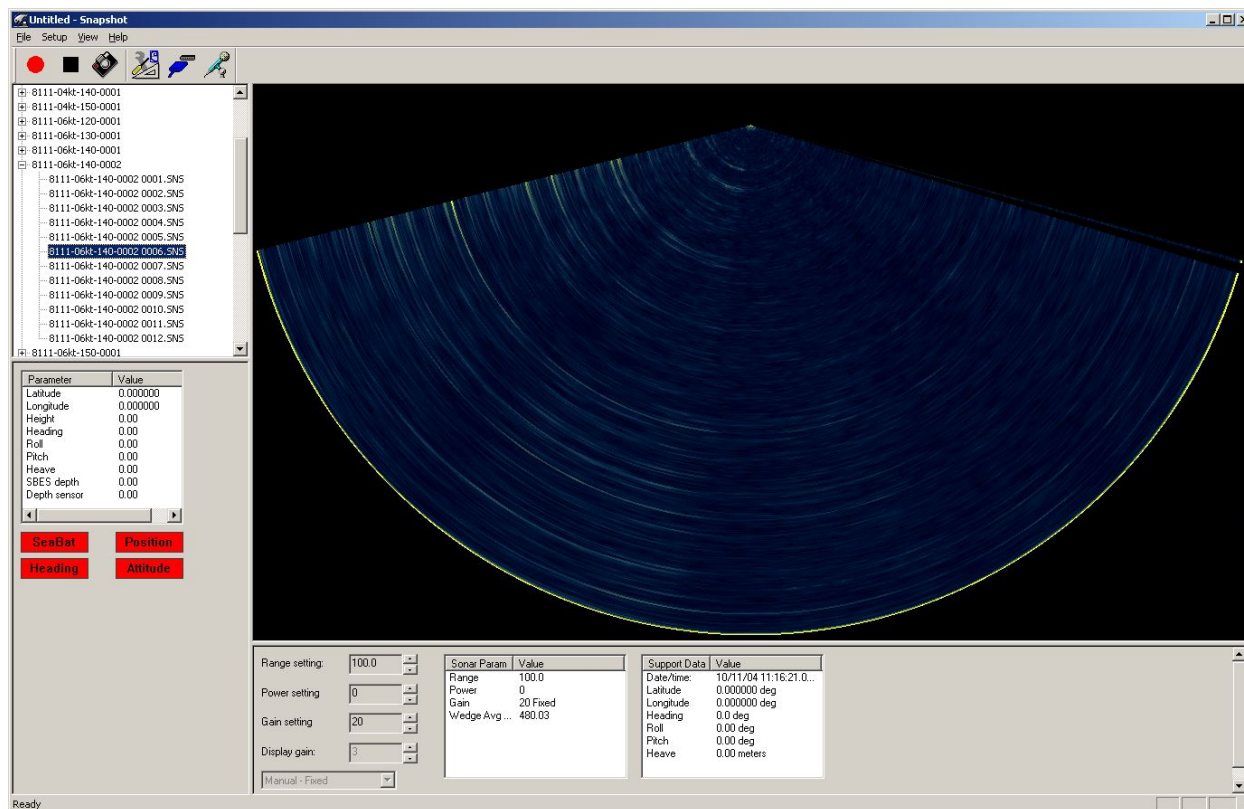 Untitled - Snapshot
File Setup View Help
8111-04kt-140-0001
8111-04kt-150-0001
8111-06kt-120-0001
8111-06kt-130-0001
8111-06kt-140-0001
8111-06kt-140-0002
8111-06kt-140-0002 0001.SNS
8111-06kt-140-0002 0002.SNS
8111-06kt-140-0002 0003.SNS
8111-06kt-140-0002 0004.SNS
8111-06kt-140-0002 0005.SNS
8111-06kt-140-0002 0006.SNS
8111-06kt-140-0002 0007.SNS
8111-06kt-140-0002 0008.SNS
8111-06kt-140-0002 0009.SNS
8111-06kt-140-0002 0010.SNS
8111-06kt-140-0002 0011.SNS
8111-06kt-140-0002 0012.SNS
8111-06kt-150-0001
Parameter Value
Latitude 0.000000
Longitude 0.000000
Height 0.00
Heading 0.00
Roll 0.00
Pitch 0.00
Heave 0.00
SBES depth 0.00
Depth sensor 0.00
SeaBat Position
Heading Attitude
Range setting: 100.0
Power setting 0
Gain setting 20
Display gain: 3
Manual - Fixed
Sonar Param Value
Range 100.0
Power 0
Gain 20 Fixed
Wedge Avg ... 480.03
Support Data Value
Date/time: 10/11/04 11:16:21.0...
Latitude 0.000000 deg
Longitude 0.000000 deg
Heading 0.0 deg
Roll 0.00 deg
Pitch 0.00 deg
Heave 0.00 meters
Ready